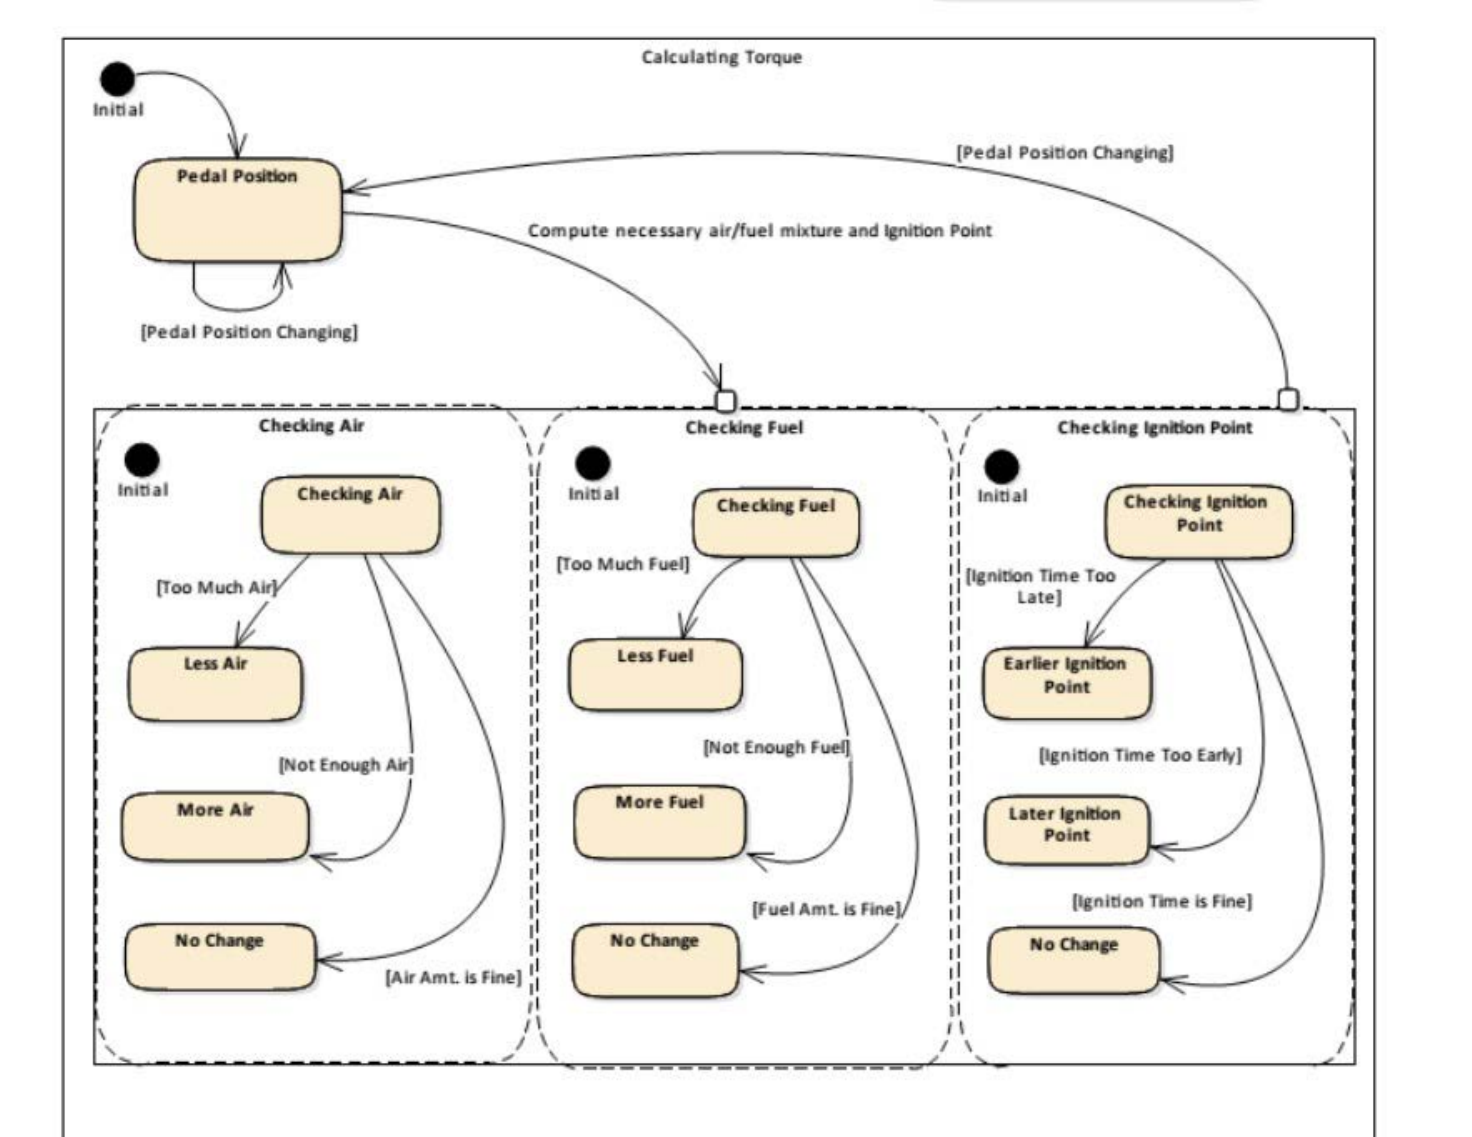 Calculating Torque
Initial
Pedal Position
[Pedal Position Changing]
Compute necessary air/fuel mixture and Ignition Point
[Pedal Position Changing]
Checking Air
Initial
Checking Air
[Too Much Air]
Less Air
[Not Enough Air]
More Air
No Change
[Air Amt. is Fine]
Checking Fuel
Initial
Checking Fuel
[Too Much Fuel]
Less Fuel
[Not Enough Fuel]
More Fuel
[Fuel Amt. is Fine]
No Change
Checking Ignition Point
Initial
Checking Ignition
Point
[Ignition Time Too
Late]
Earlier Ignition
Point
[Ignition Time Too Early]
Later Ignition
Point
[Ignition Time is Fine]
No Change